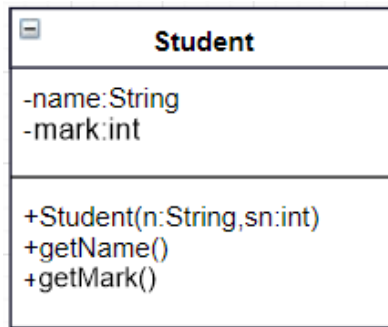 Student
-name:String
-mark:int
+Student(n:String,sn:int)
+getName()
+getMark()